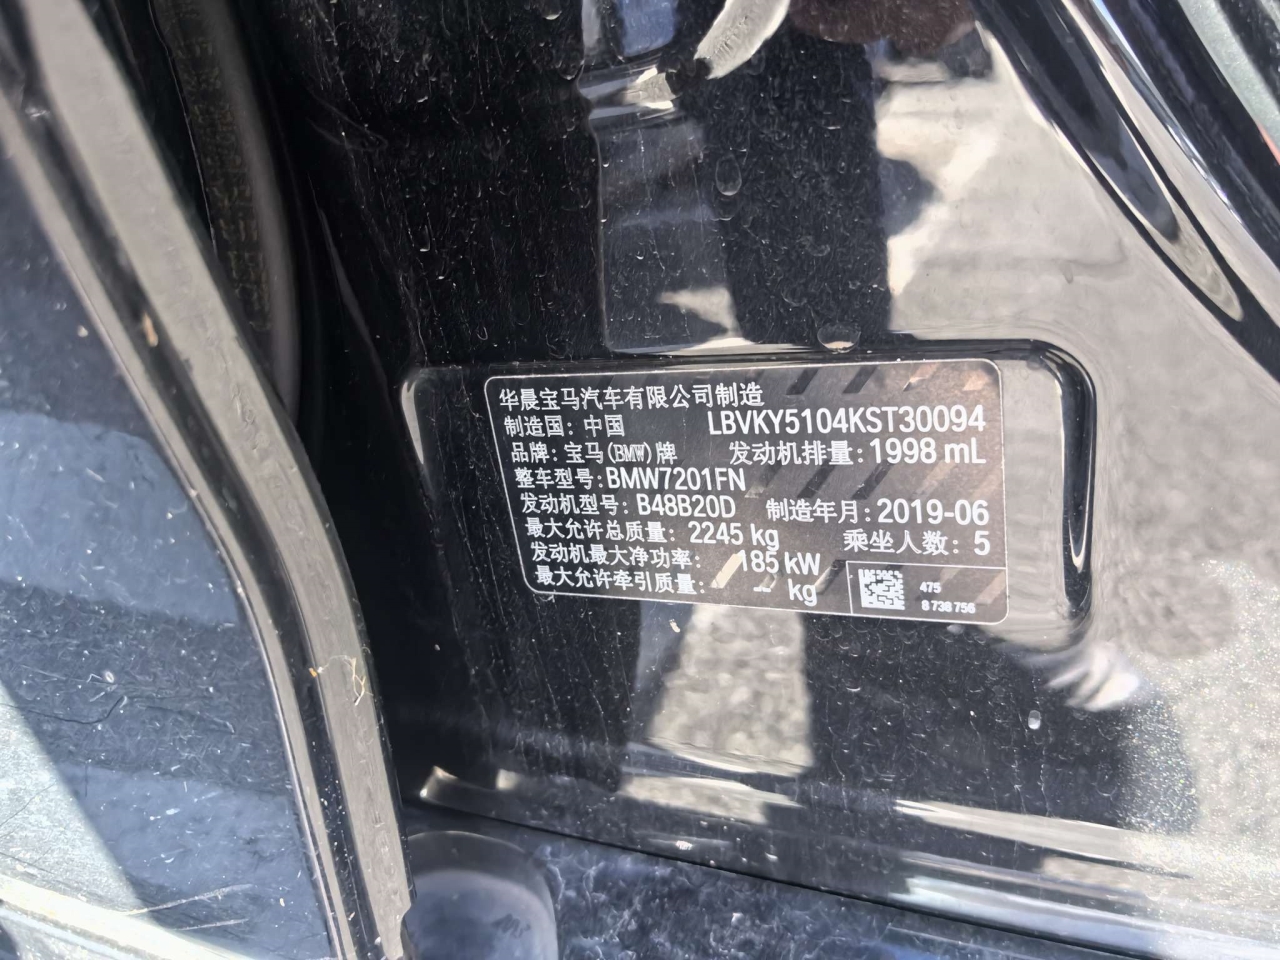 华晨宝马汽车有限公司制造
制造国: 中国 LBVKY5104KST30094
品牌: 宝马(BMW)牌 发动机排量: 1998 mL
整车型号: BMW7201FN
发动机型号: B48B20D 制造年月: 2019-06
最大允许总质量: 2245 kg 乘坐人数: 5
发动机最大净功率: 185 kW
最大允许牵引质量: -- kg
475
8 738 756